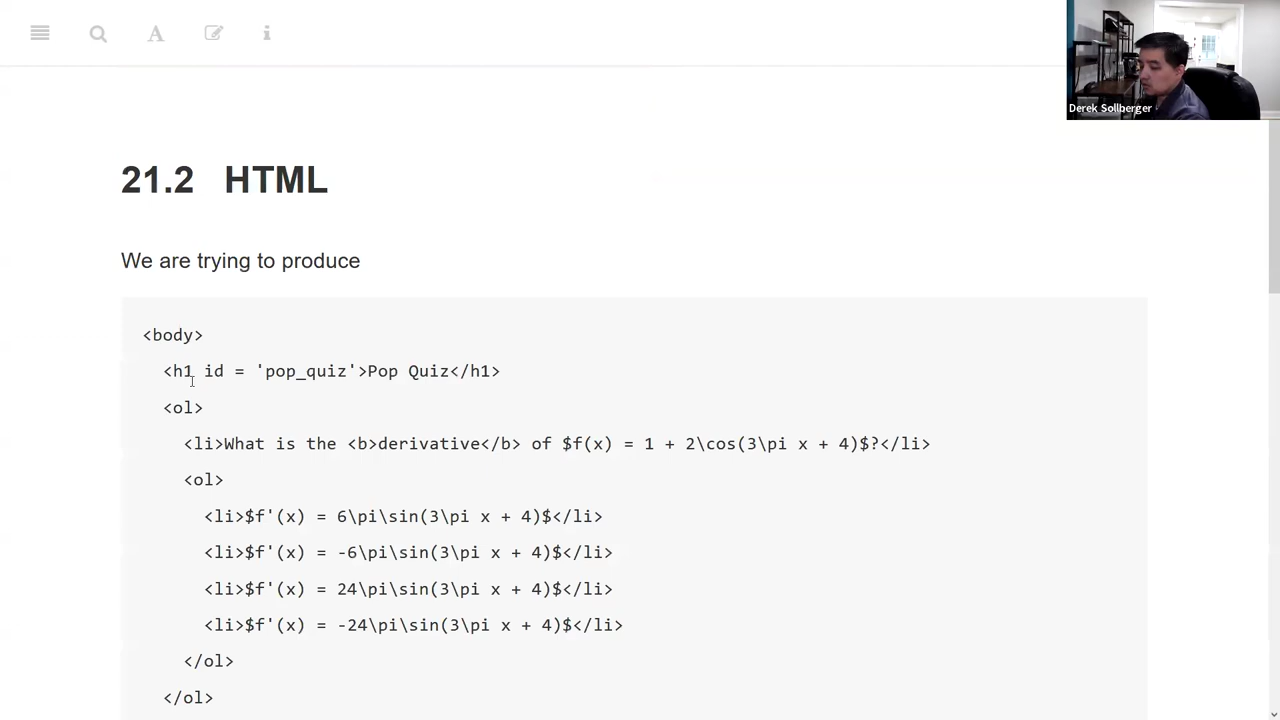 A
i
Derek Sollberger
21.2 HTML
We are trying to produce
<body>
<h1 id = 'pop_quiz'>Pop Quiz</h1>
<ol>
<li>What is the <b>derivative</b> of $f(x) = 1 + 2\cos(3\pi x + 4)$?</li>
<ol>
<li>$f'(x) = 6\pi\sin(3\pi x + 4)$</li>
<li>$f'(x) = -6\pi\sin(3\pi x + 4)$</li>
<li>$f'(x) = 24\pi\sin(3\pi x + 4)$</li>
<li>$f'(x) = -24\pi\sin(3\pi x + 4)$</li>
</ol>
</ol>